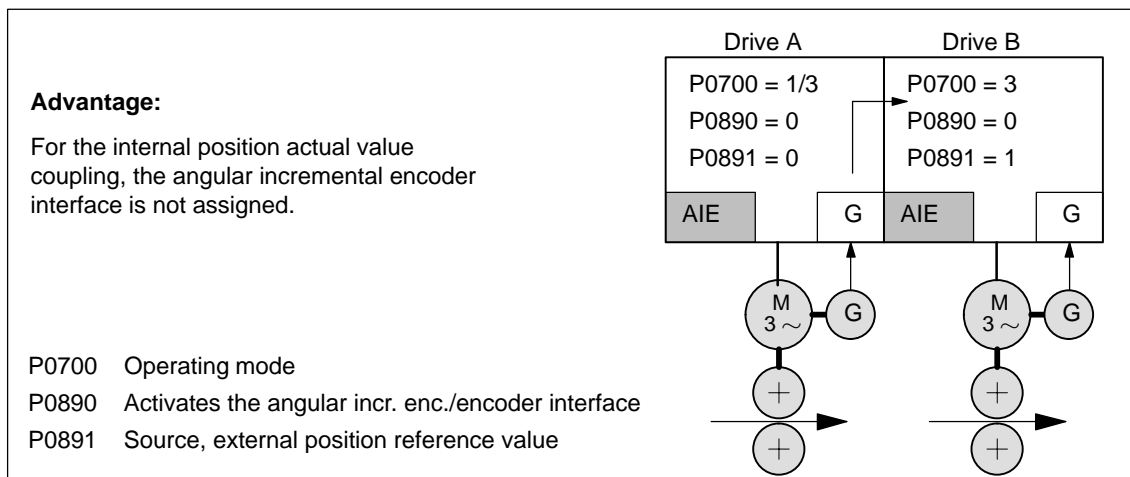 Drive A
Drive B
Advantage:
For the internal position actual value
coupling, the angular incremental encoder
interface is not assigned.
P0700 = 1/3
P0890 = 0
P0891 = 0
P0700 = 3
P0890 = 0
P0891 = 1
AIE
G
AIE
G
M
3 ~
G
M
3 ~
G
P0700 Operating mode
P0890 Activates the angular incr. enc./encoder interface
P0891 Source, external position reference value